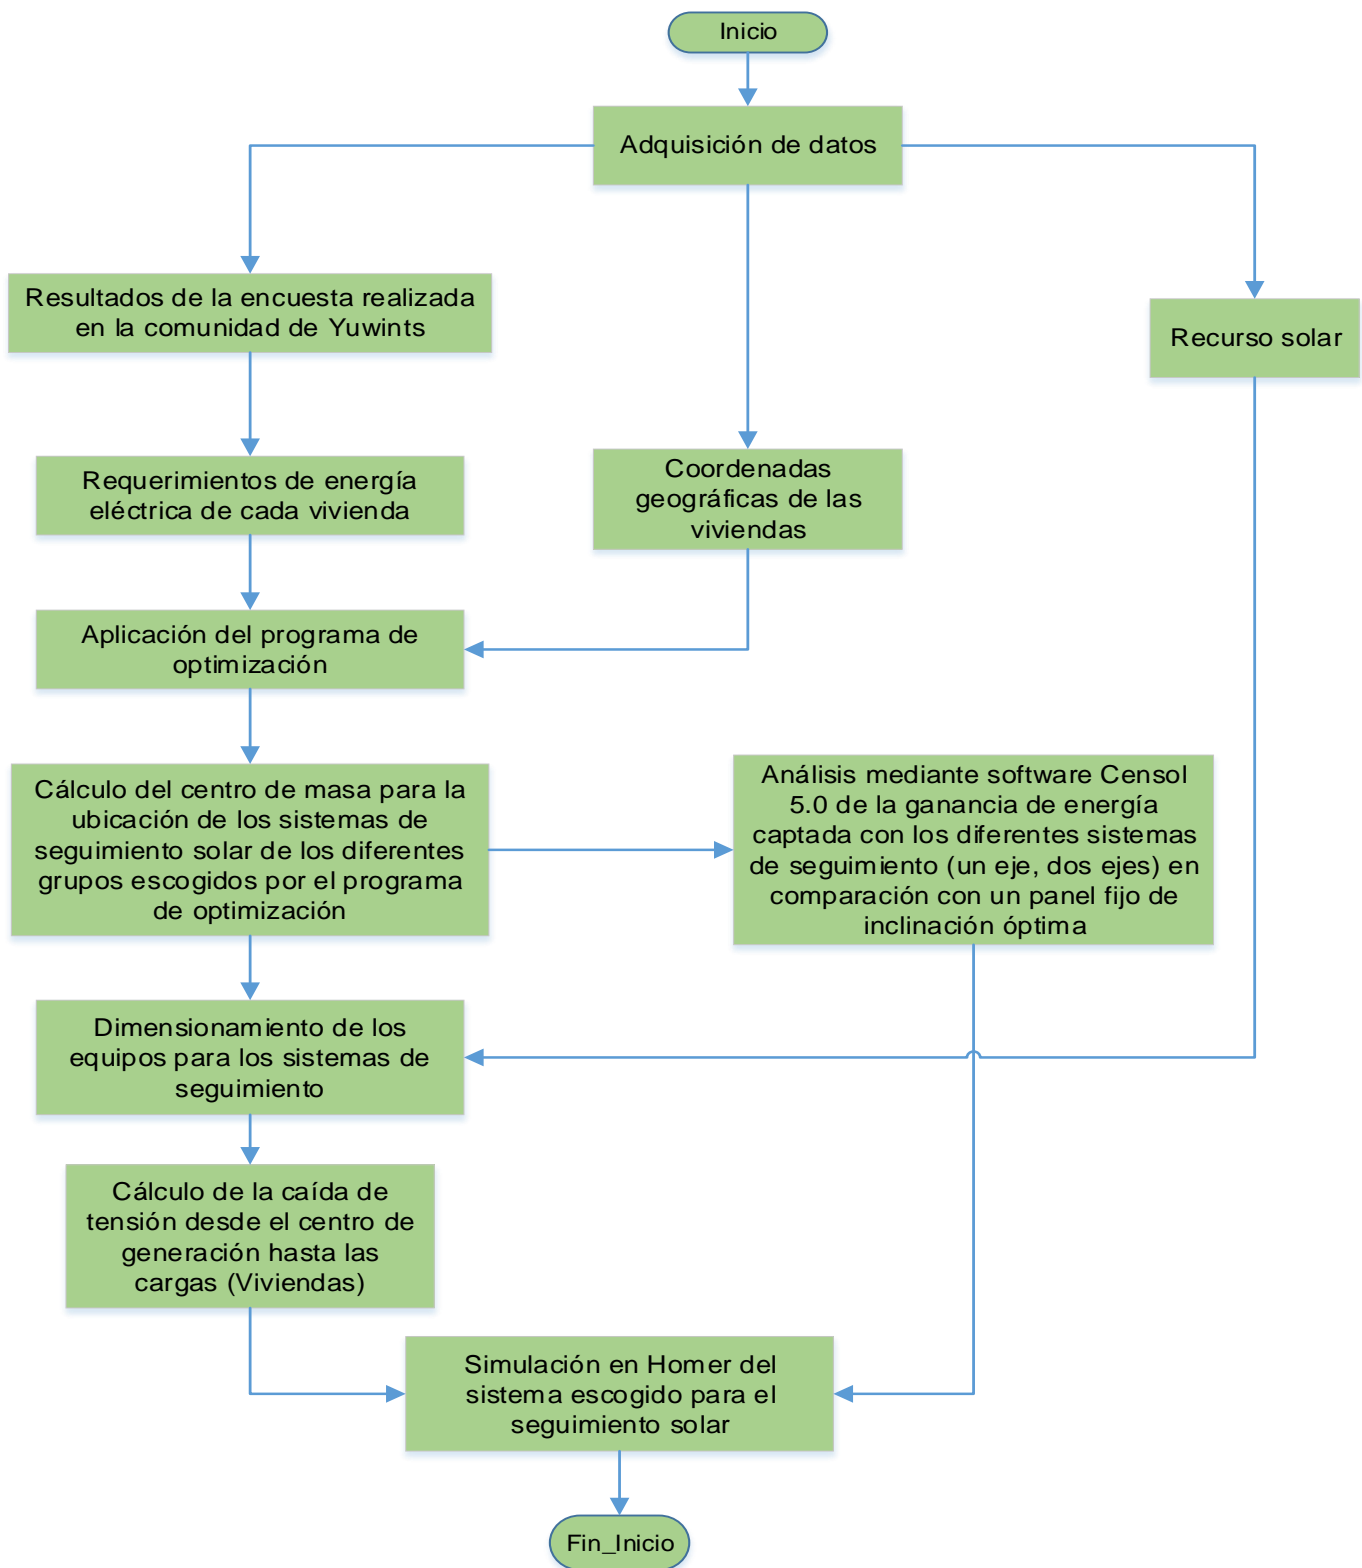 Inicio
Adquisición de datos
Resultados de la encuesta realizada
en la comunidad de Yuwints
Recurso solar
Requerimientos de energía
eléctrica de cada vivienda
Coordenadas
geográficas de las
viviendas
Aplicación del programa de
optimización
Cálculo del centro de masa para la
ubicación de los sistemas de
seguimiento solar de los diferentes
grupos escogidos por el programa
de optimización
Análisis mediante software Censol
5.0 de la ganancia de energía
captada con los diferentes sistemas
de seguimiento (un eje, dos ejes) en
comparación con un panel fijo de
inclinación óptima
Dimensionamiento de los
equipos para los sistemas de
seguimiento
Cálculo de la caída de
tensión desde el centro de
generación hasta las
cargas (Viviendas)
Simulación en Homer del
sistema escogido para el
seguimiento solar
Fin_Inicio